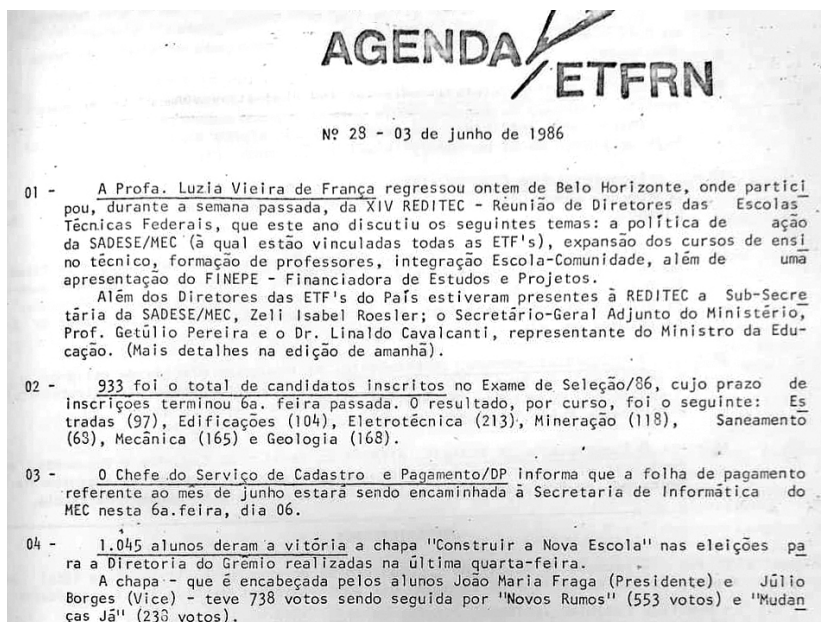 AGENDA
ETFRN
Nº 28 - 03 de junho de 1986
01 - A Profa. Luzia Vieira de França regressou ontem de Belo Horizonte, onde partici
pou, durante a semana passada, da XIV REDITEC - Reunião de Diretores das Escolas
Técnicas Federais, que este ano discutiu os seguintes temas: a política de ação
da SADESE/MEC (à qual estão vinculadas todas as ETF's), expansão dos cursos de ensi
no técnico, formação de professores, integração Escola-Comunidade, além de uma
apresentação do FINEPE - Financiadora de Estudos e Projetos.
Além dos Diretores das ETF's do País estiveram presentes à REDITEC a Sub-Secre
tária da SADESE/MEC, Zeli Isabel Roesler; o Secretário-Geral Adjunto do Ministério,
Prof. Getúlio Pereira e o Dr. Linaldo Cavalcanti, representante do Ministro da Edu-
cação. (Mais detalhes na edição de amanhã).
02 - 933 foi o total de candidatos inscritos no Exame de Seleção/86, cujo prazo de
inscrições terminou 6a. feira passada. O resultado, por curso, foi o seguinte: Es
tradas (97), Edificações (104), Eletrotécnica (213), Mineração (118), Saneamento
(68), Mecânica (165) e Geologia (168).
03 - O Chefe do Serviço de Cadastro e Pagamento/DP informa que a folha de pagamento
referente ao mês de junho estará sendo encaminhada à Secretaria de Informática do
MEC nesta 6a.feira, dia 06.
04 - 1.045 alunos deram a vitória a chapa "Construir a Nova Escola" nas eleições pa
ra a Diretoria do Grêmio realizadas na última quarta-feira.
A chapa - que é encabeçada pelos alunos João Maria Fraga (Presidente) e Júlio
Borges (Vice) - teve 738 votos sendo seguida por "Novos Rumos" (553 votos) e "Mudan
ças Já" (238 votos).